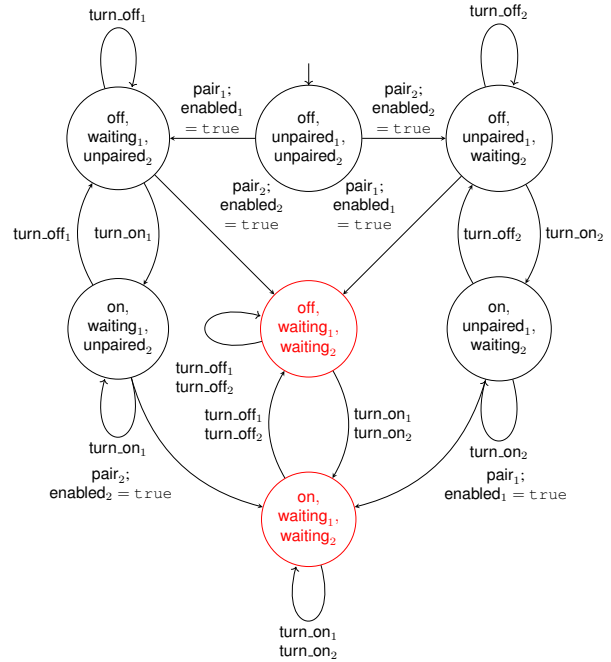 turn_off₁
turn_off₂
pair₁;
enabled₁
= true
pair₂;
enabled₂
= true
off,
waiting₁,
unpaired₂
off,
unpaired₁,
unpaired₂
off,
unpaired₁,
waiting₂
pair₂;
enabled₂
= true
pair₁;
enabled₁
= true
turn_off₁
turn_on₁
turn_off₂
turn_on₂
on,
waiting₁,
unpaired₂
off,
waiting₁,
waiting₂
on,
unpaired₁,
waiting₂
turn_off₁
turn_off₂
turn_off₁
turn_off₂
turn_on₁
turn_on₂
turn_on₁
turn_on₂
pair₂;
enabled₂ = true
pair₁;
enabled₁ = true
on,
waiting₁,
waiting₂
turn_on₁
turn_on₂